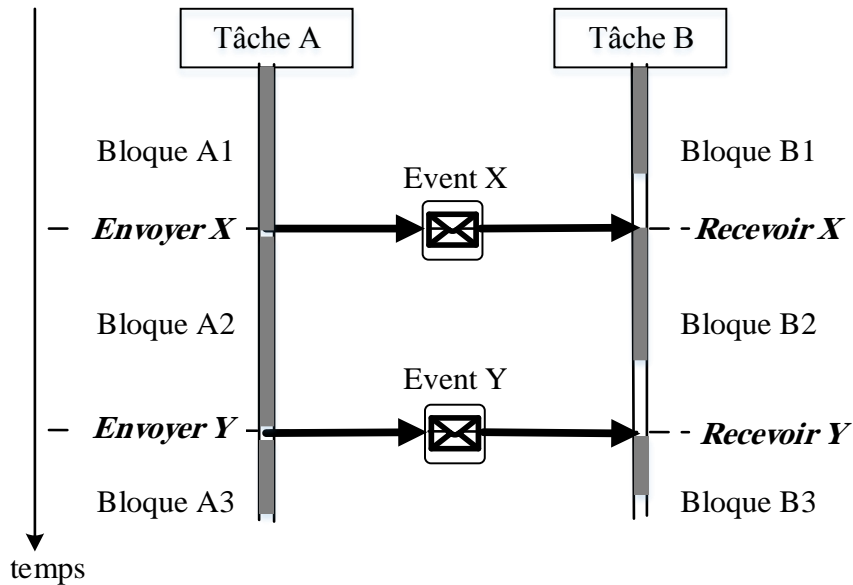 Tâche A
Tâche B
Bloque A1
Bloque B1
Event X
Envoyer X
Recevoir X
Bloque A2
Bloque B2
Event Y
Envoyer Y
Recevoir Y
Bloque A3
Bloque B3
temps